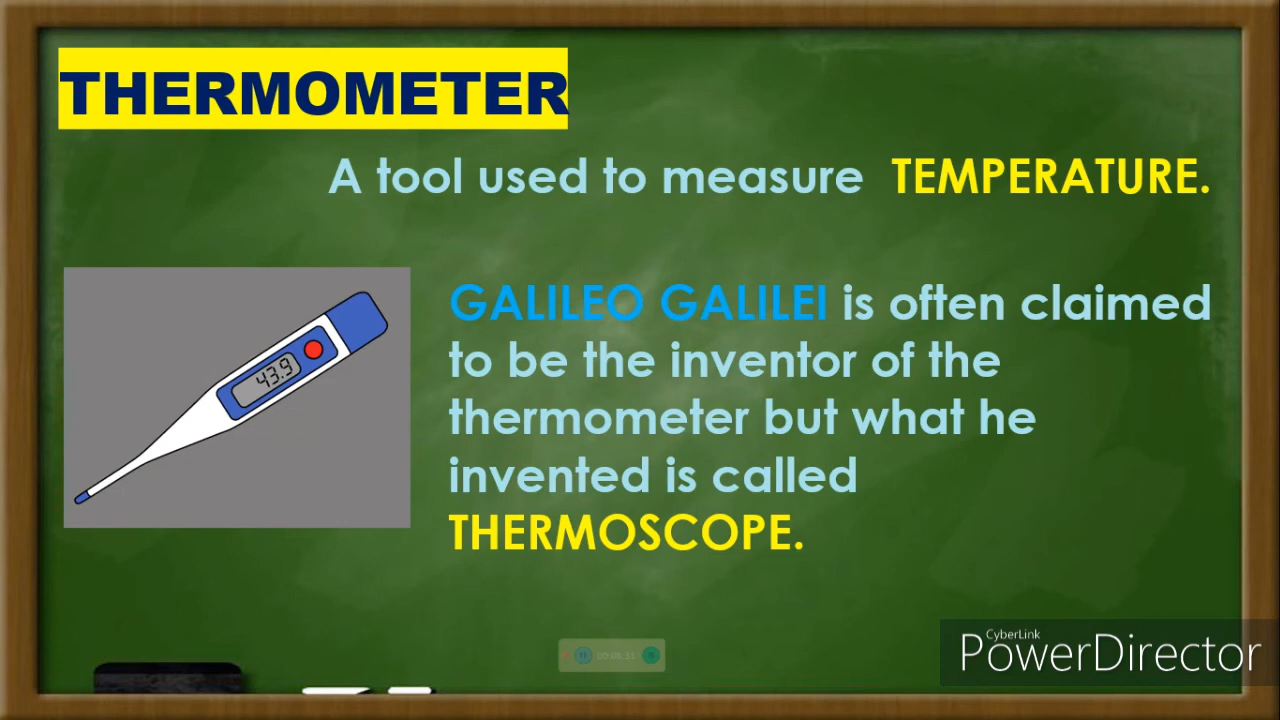 THERMOMETER
A tool used to measure TEMPERATURE.
43.9
GALILEO GALILEI is often claimed
to be the inventor of the
thermometer but what he
invented is called
THERMOSCOPE.
CyberLink
PowerDirector